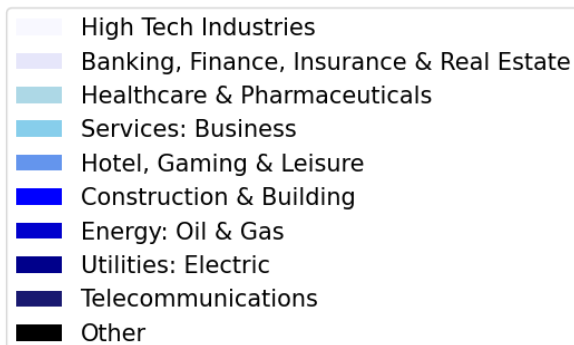 High Tech Industries
Banking, Finance, Insurance & Real Estate
Healthcare & Pharmaceuticals
Services: Business
Hotel, Gaming & Leisure
Construction & Building
Energy: Oil & Gas
Utilities: Electric
Telecommunications
Other